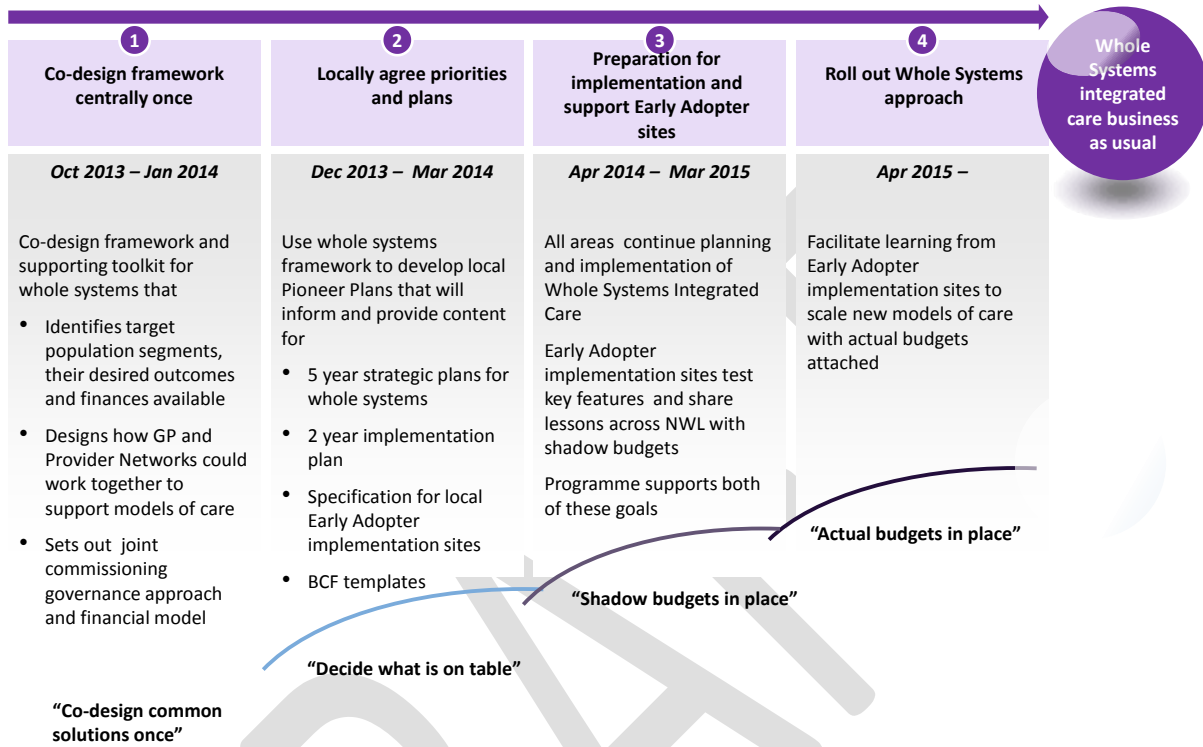 1
Co-design framework
centrally once
2
Locally agree priorities
and plans
3
Preparation for
implementation and
support Early Adopter
sites
4
Roll out Whole Systems
approach
Whole
Systems
integrated
care business
as usual
Oct 2013 – Jan 2014
Co-design framework and
supporting toolkit for
whole systems that
• Identifies target
population segments,
their desired outcomes
and finances available
• Designs how GP and
Provider Networks could
work together to
support models of care
• Sets out joint
commissioning
governance approach
and financial model
Dec 2013 – Mar 2014
Use whole systems
framework to develop local
Pioneer Plans that will
inform and provide content
for
• 5 year strategic plans for
whole systems
• 2 year implementation
plan
• Specification for local
Early Adopter
implementation sites
• BCF templates
Apr 2014 – Mar 2015
All areas continue planning
and implementation of
Whole Systems Integrated
Care
Early Adopter
implementation sites test
key features and share
lessons across NWL with
shadow budgets
Programme supports both
of these goals
Apr 2015 –
Facilitate learning from
Early Adopter
implementation sites to
scale new models of care
with actual budgets
attached
“Co-design common
solutions once”
“Decide what is on table”
“Shadow budgets in place”
“Actual budgets in place”